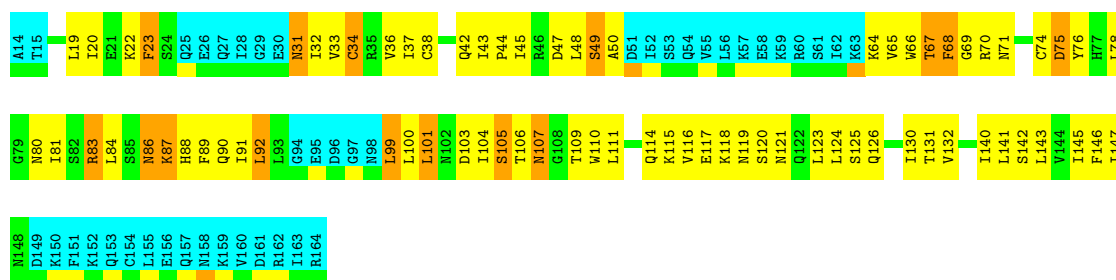 A14 T15 L19 I20 E21 K22 F23 S24 Q25 E26 Q27 I28 G29 E30 N31 I32 V33 C34 R35 V36 I37 C38 Q42 I43 P44 I45 R46 D47 L48 S49 A50 D51 I52 S53 Q54 V55 L56 K57 E58 K59 R60 S61 I62 K63 K64 V65 W66 T67 F68 G69 R70 N71 C74 D75 Y76 H77 L78
G79 N80 I81 S82 R83 L84 S85 N86 K87 H88 F89 Q90 I91 L92 L93 G94 E95 D96 G97 N98 L99 L100 L101 N102 D103 I104 S105 T106 N107 G108 T109 W110 L111 Q114 K115 V116 E117 K118 N119 S120 N121 Q122 L123 L124 S125 Q126 I130 T131 V132 I140 L141 S142 L143 V144 I145 F146 I147
N148 D149 K150 F151 K152 Q153 C154 L155 E156 Q157 N158 K159 V160 D161 R162 I163 R164